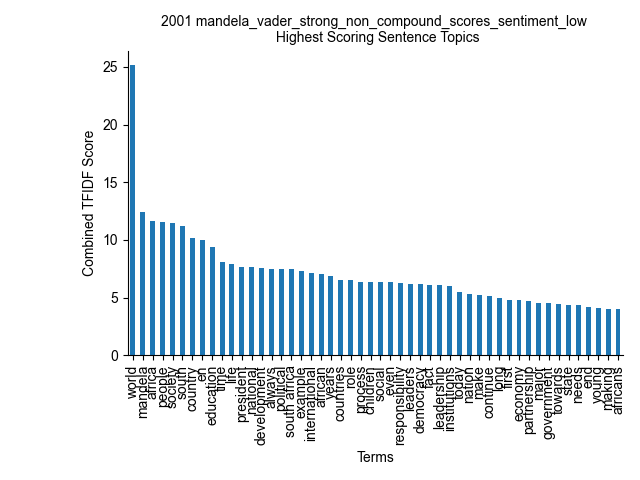 2001 mandela_vader_strong_non_compound_scores_sentiment_low
Highest Scoring Sentence Topics
Combined TFIDF Score
25
20
15
10
5
0
world
mandela
africa
people
society
south
country
en
education
time
life
president
national
development
always
political
south africa
example
international
african
years
countries
role
process
children
social
even
responsibility
leaders
democracy
fact
leadership
institutions
today
nation
make
continue
long
first
economy
partnership
major
government
towards
state
needs
end
young
making
africans
Terms